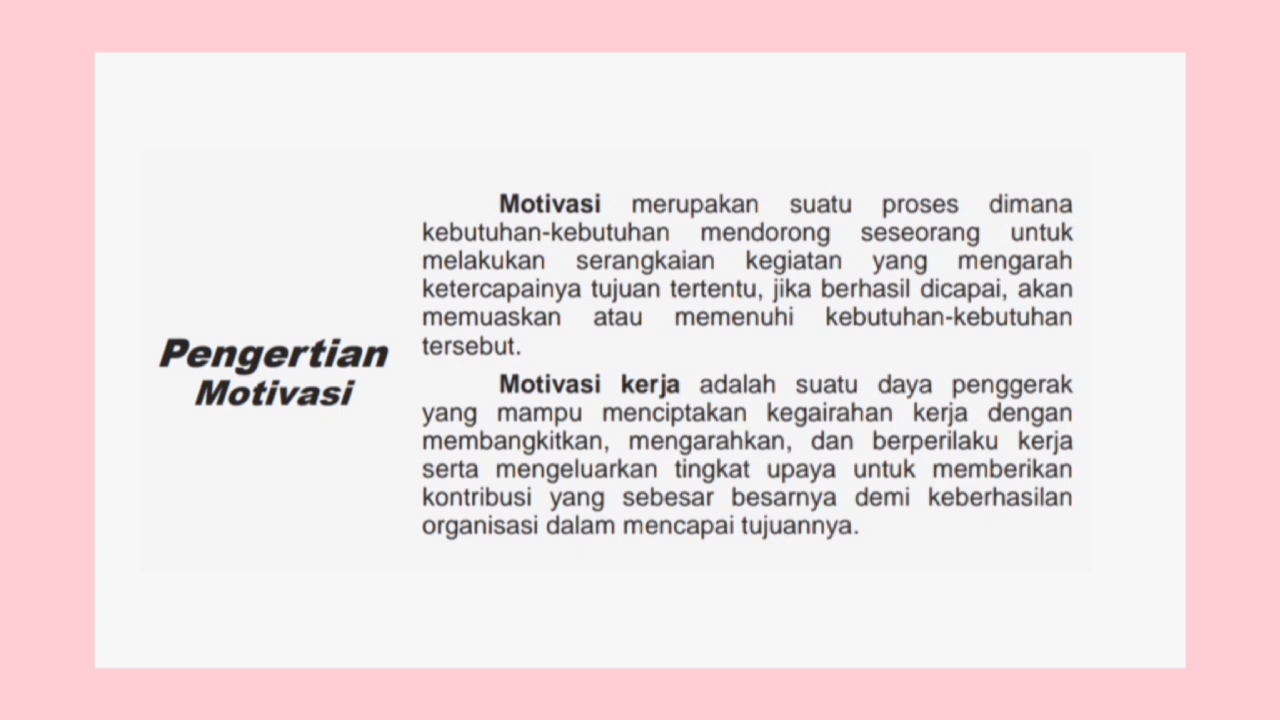 Pengertian
Motivasi
Motivasi merupakan suatu proses dimana
kebutuhan-kebutuhan mendorong seseorang untuk
melakukan serangkaian kegiatan yang mengarah
ketercapainya tujuan tertentu, jika berhasil dicapai, akan
memuaskan atau memenuhi kebutuhan-kebutuhan
tersebut.
Motivasi kerja adalah suatu daya penggerak
yang mampu menciptakan kegairahan kerja dengan
membangkitkan, mengarahkan, dan berperilaku kerja
serta mengeluarkan tingkat upaya untuk memberikan
kontribusi yang sebesar besarnya demi keberhasilan
organisasi dalam mencapai tujuannya.